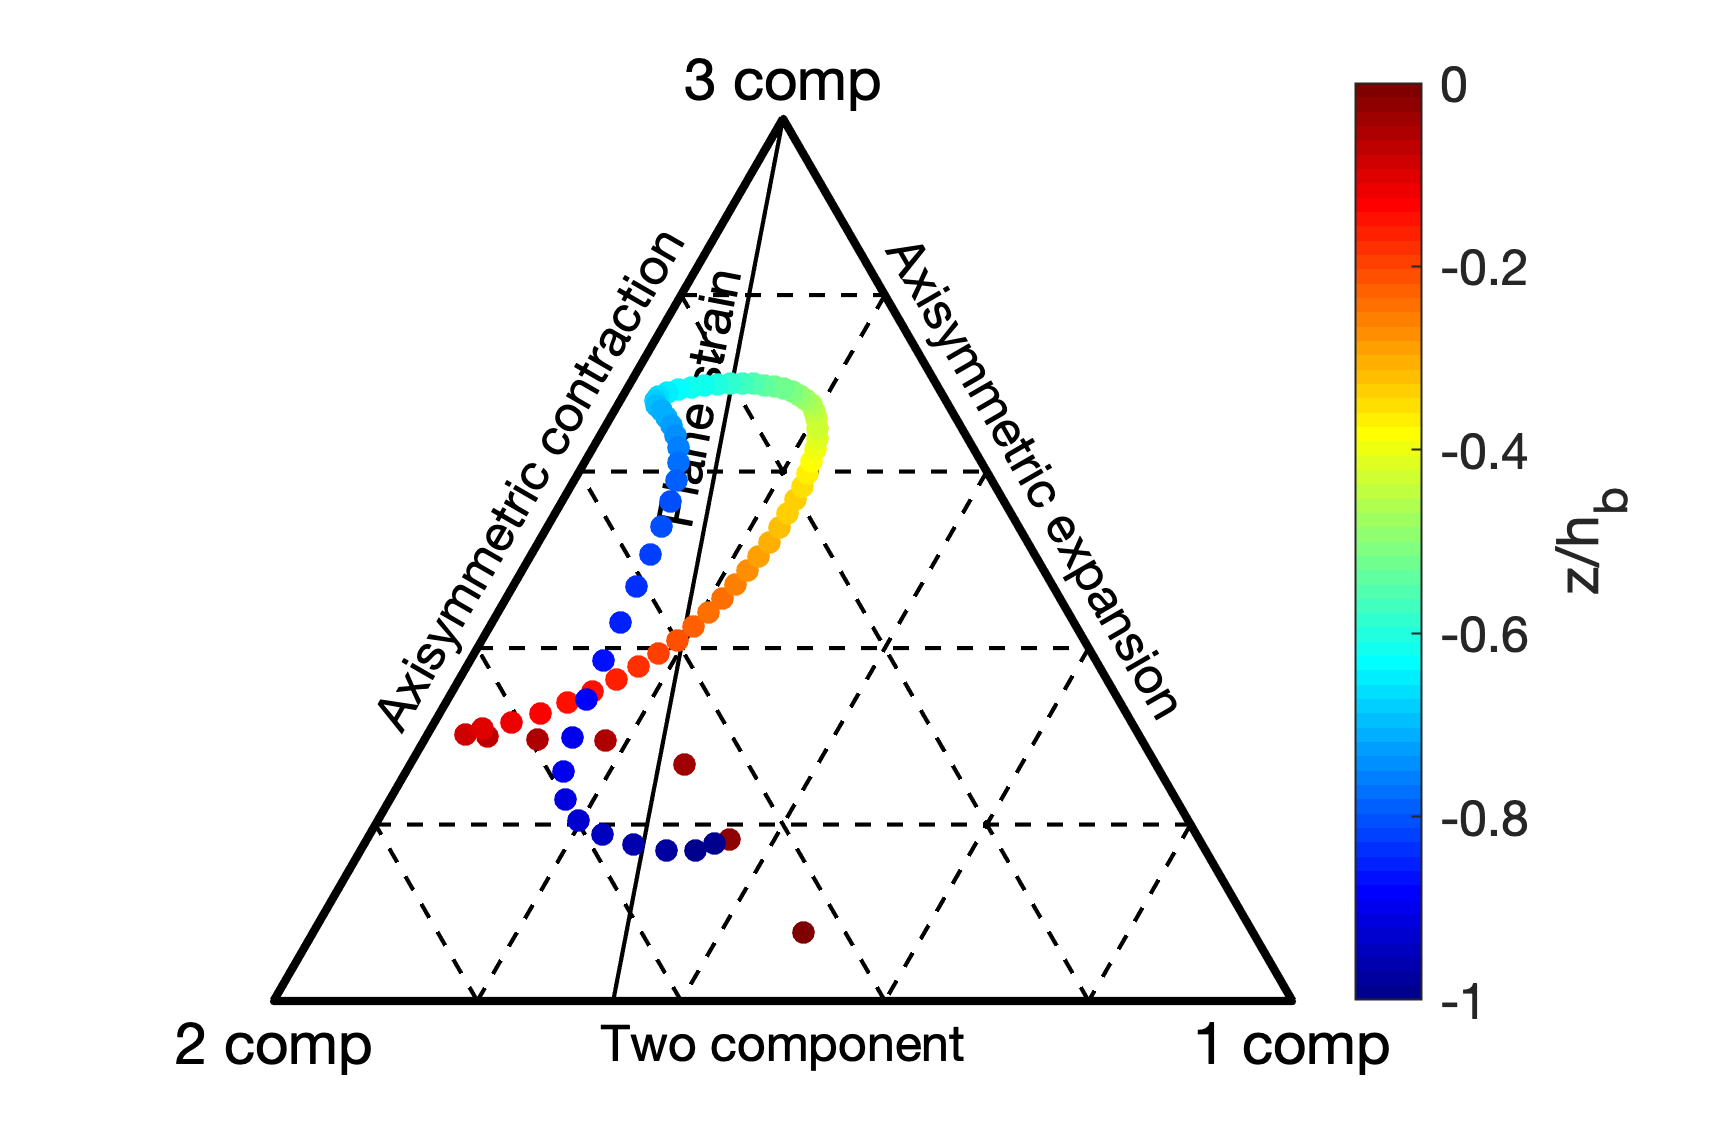 3 comp
Axisymmetric contraction
Plane strain
Axisymmetric expansion
2 comp
Two component
1 comp
0
-0.2
-0.4
-0.6
-0.8
-1
z/h_b